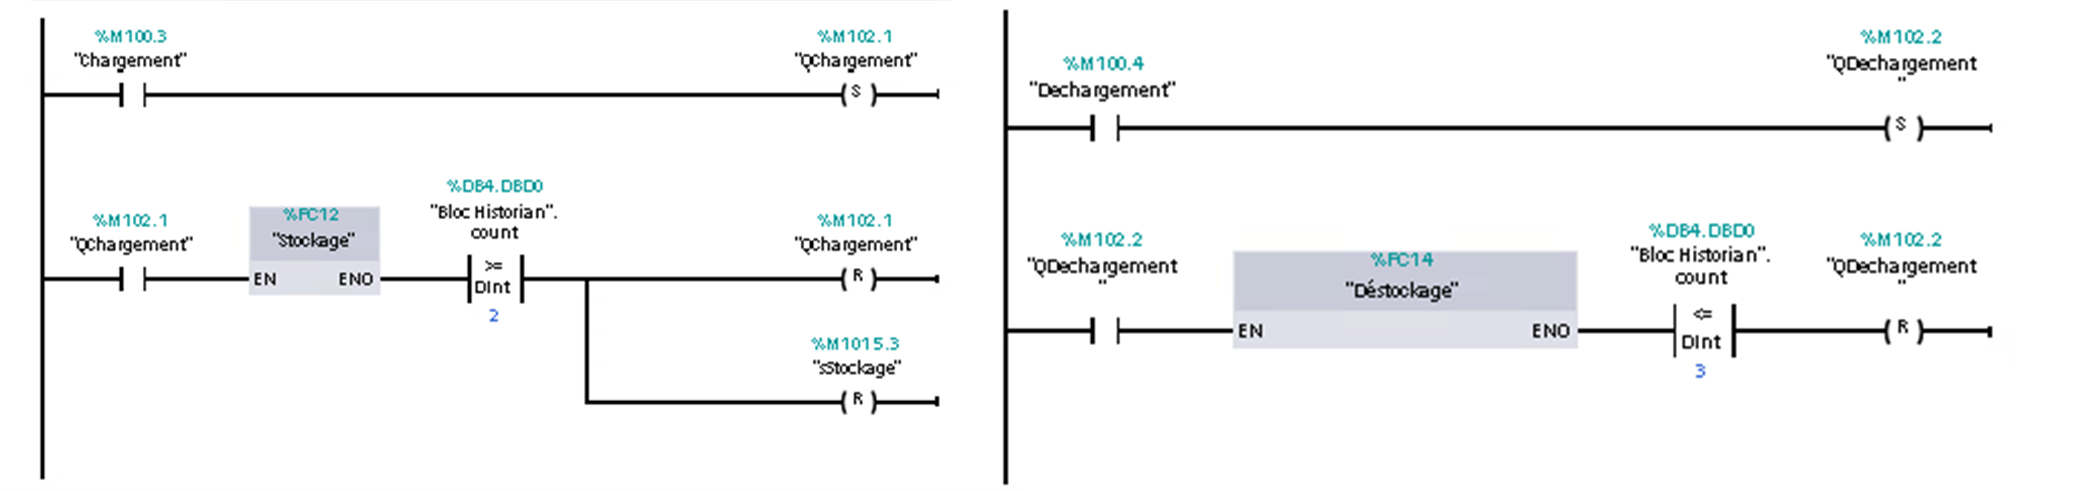 %M100.3
"Chargement"
%M102.1
"QChargement"
( S )
%M102.1
"QChargement"
%FC12
"Stockage"
EN ENO
%DB4.DBD0
"Bloc Historian".
count
>=
DInt
2
%M102.1
"QChargement"
( R )
%M1015.3
"sStockage"
( R )
%M100.4
"Dechargement"
%M102.2
"QDechargement
"
( S )
%M102.2
"QDechargement
"
%FC14
"Déstockage"
EN ENO
%DB4.DBD0
"Bloc Historian".
count
<=
DInt
3
%M102.2
"QDechargement
"
( R )